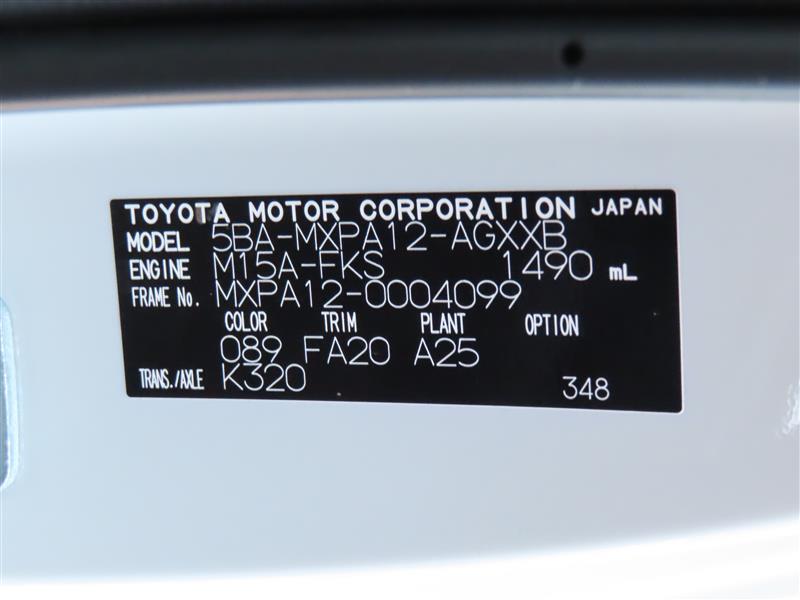 TOYOTA MOTOR CORPORATION JAPAN
MODEL 5BA-MXPA12-AGXXB
ENGINE M15A-FKS 1490 mL
FRAME No. MXPA12-0004099
COLOR TRIM PLANT OPTION
089 FA20 A25
TRANS./AXLE K320 348